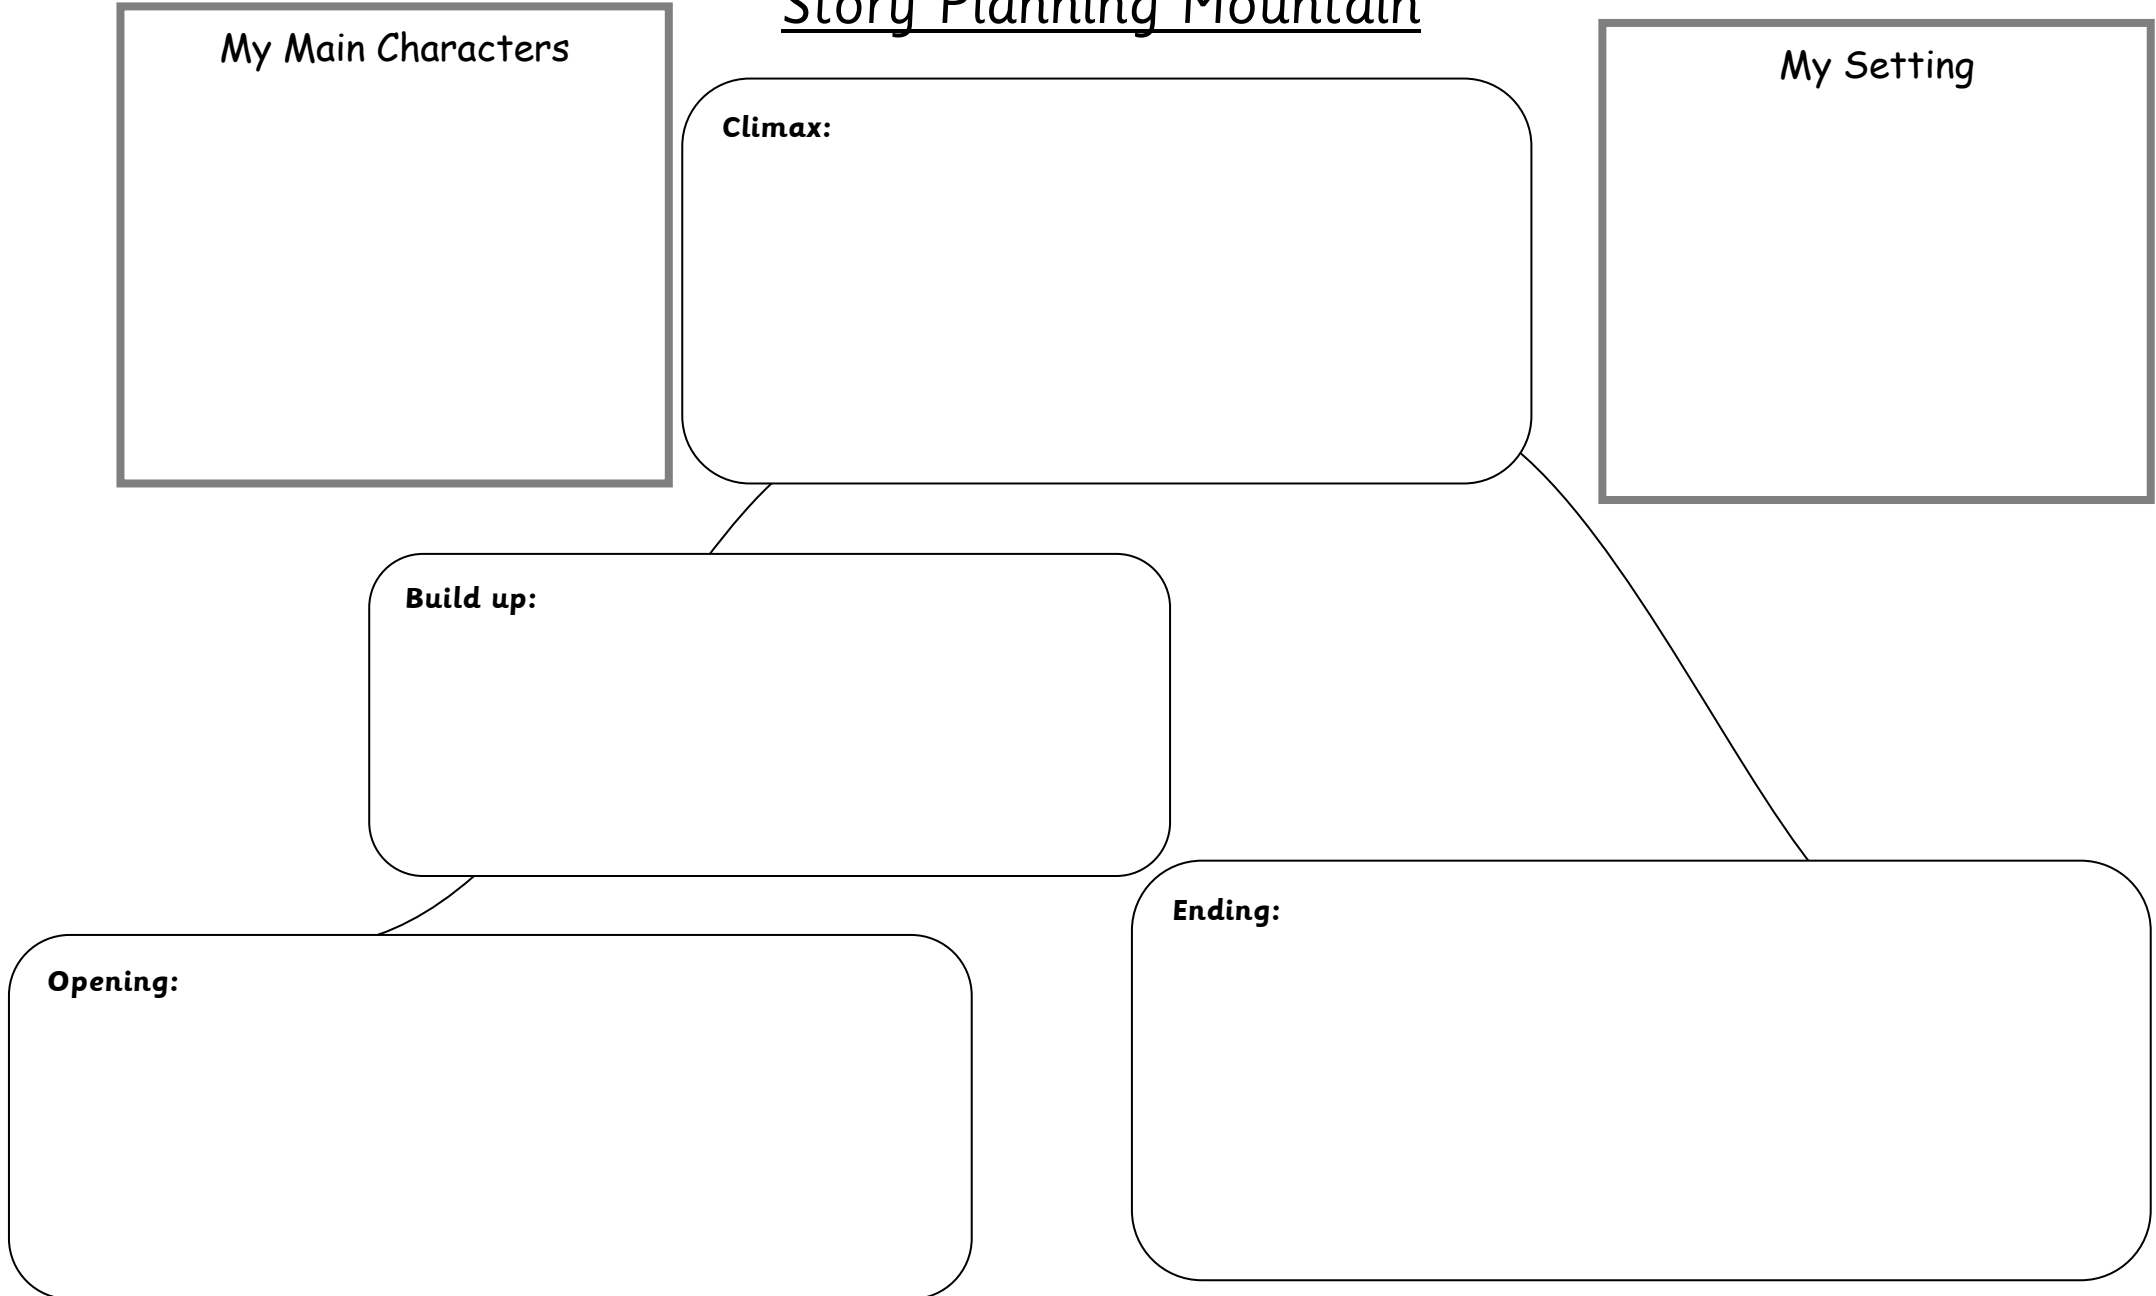 Story Planning Mountain
My Main Characters
My Setting
Climax:
Build up:
Ending:
Opening: